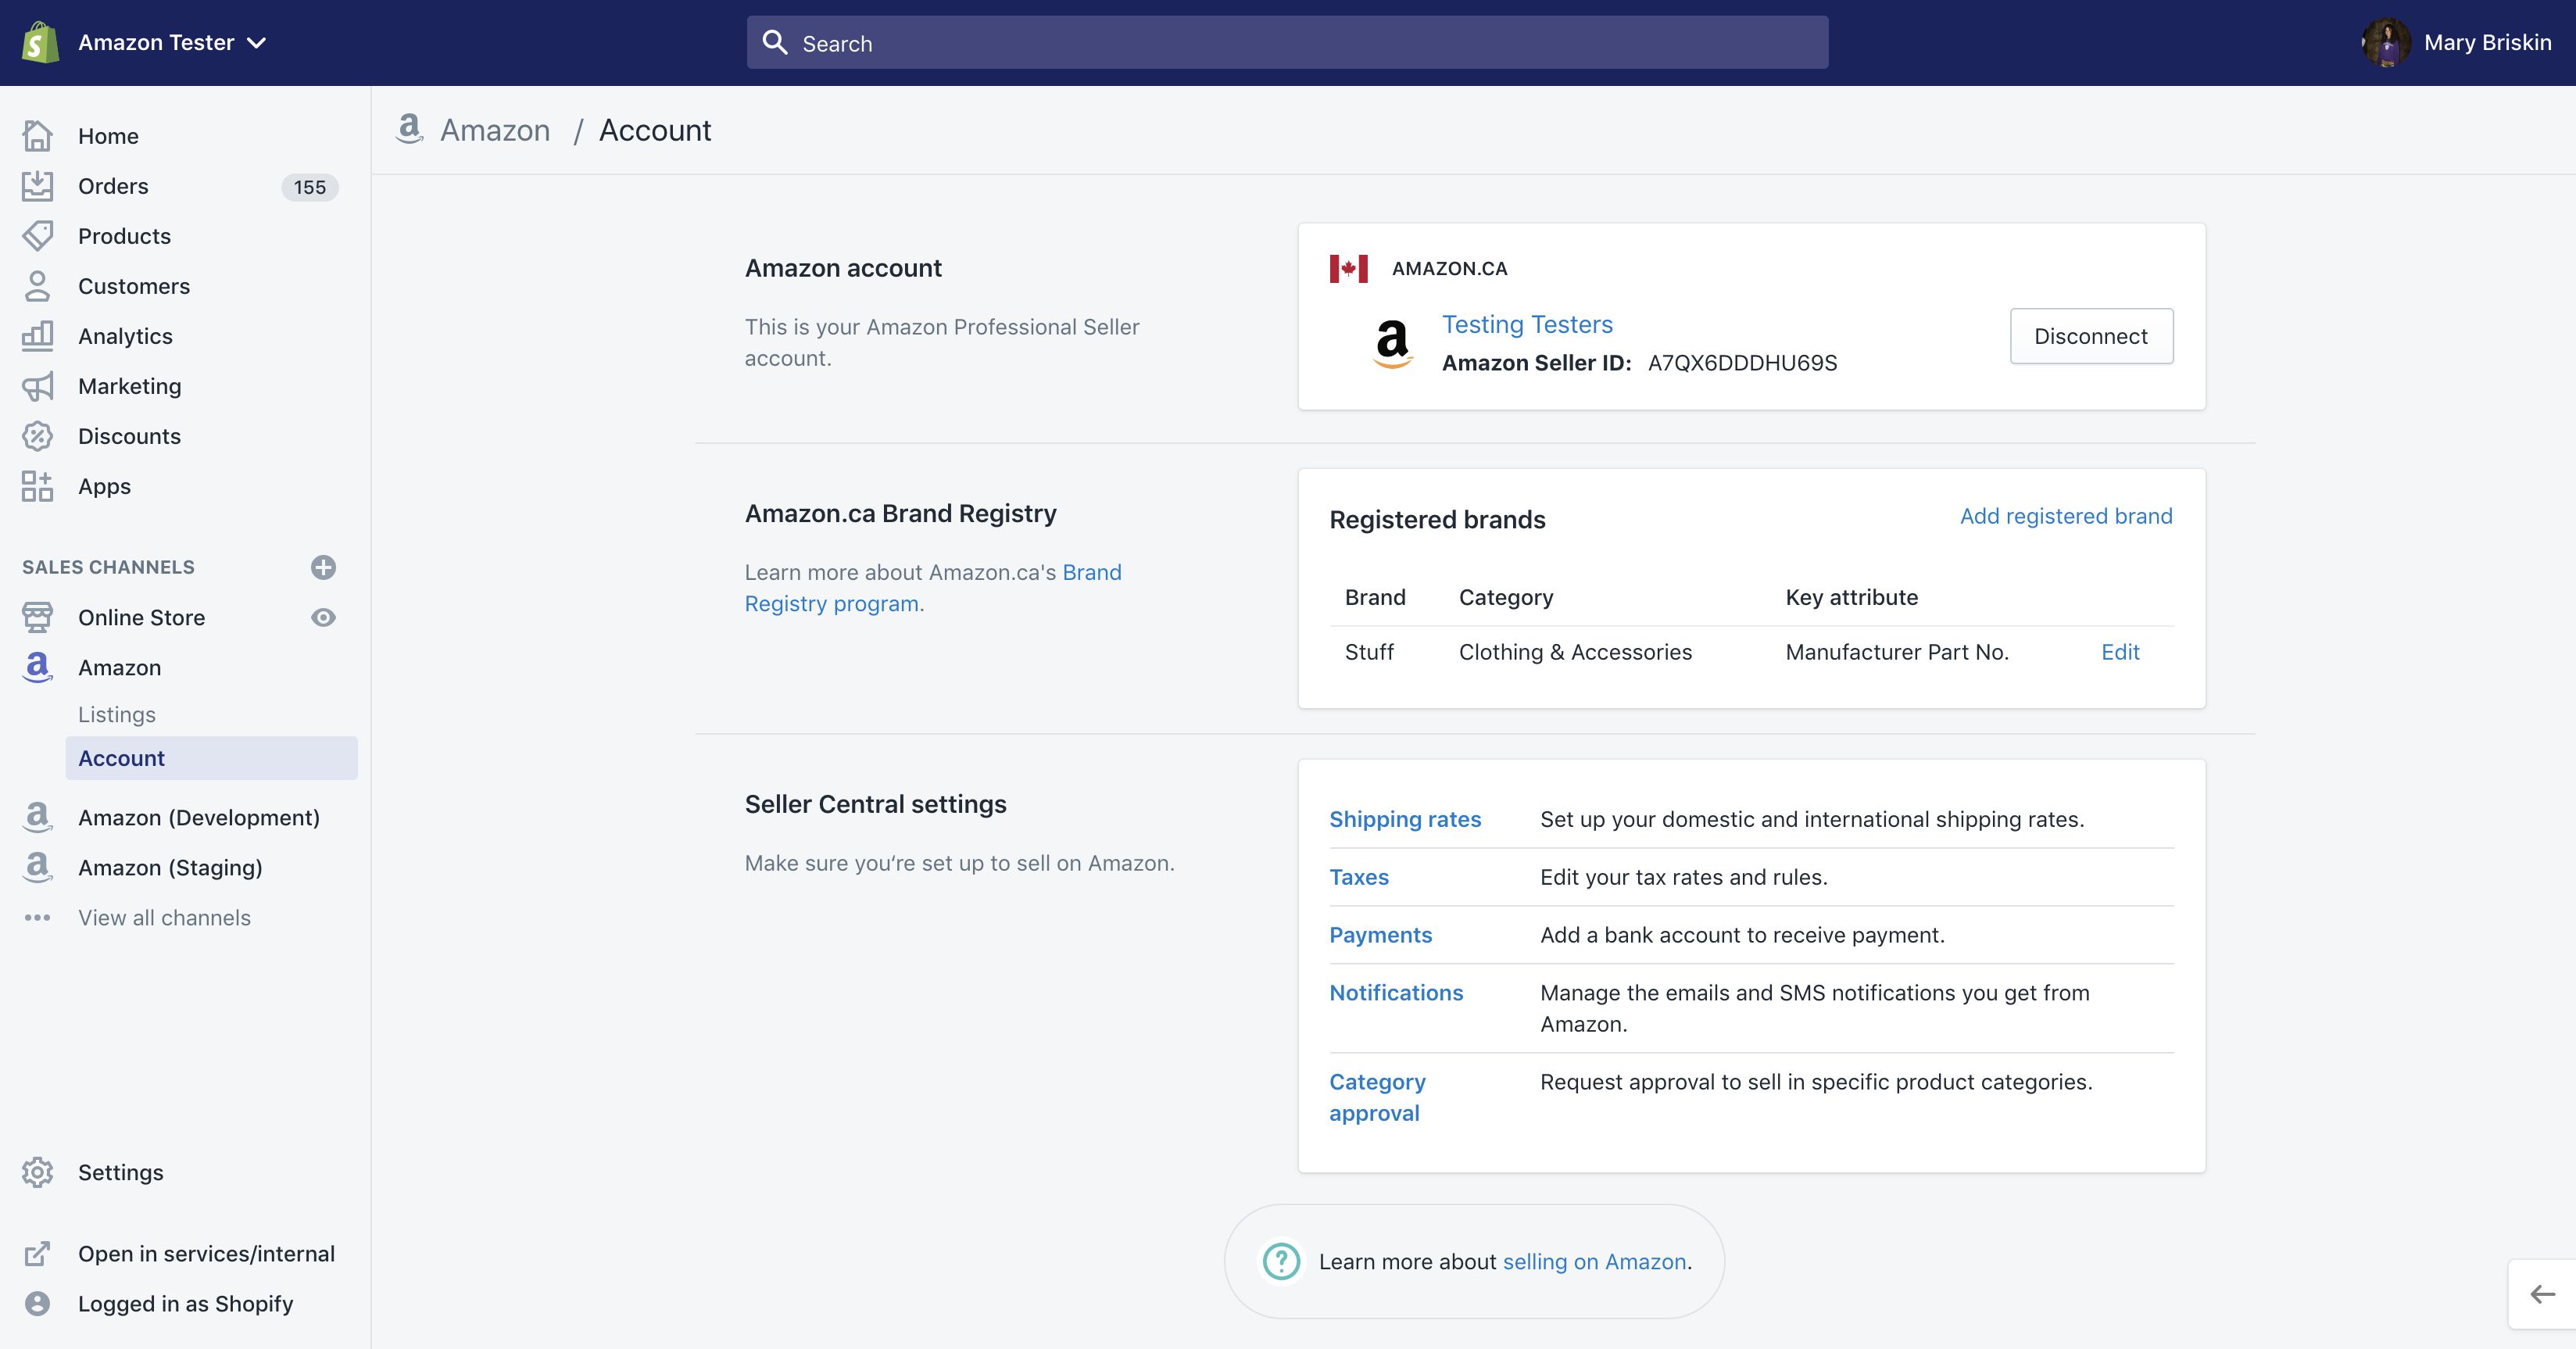 Amazon Tester
Search
Mary Briskin
Home
Orders 155
Products
Customers
Analytics
Marketing
Discounts
Apps
SALES CHANNELS
Online Store
Amazon
Listings
Account
Amazon (Development)
Amazon (Staging)
View all channels
Settings
Open in services/internal
Logged in as Shopify
Amazon / Account
Amazon account
This is your Amazon Professional Seller
account.
AMAZON.CA
Testing Testers
Amazon Seller ID: A7QX6DDDHU69S
Disconnect
Amazon.ca Brand Registry
Learn more about Amazon.ca's Brand
Registry program.
Registered brands
Add registered brand
Brand Category Key attribute
Stuff Clothing & Accessories Manufacturer Part No. Edit
Seller Central settings
Make sure you‘re set up to sell on Amazon.
Shipping rates Set up your domestic and international shipping rates.
Taxes Edit your tax rates and rules.
Payments Add a bank account to receive payment.
Notifications Manage the emails and SMS notifications you get from
Amazon.
Category Request approval to sell in specific product categories.
approval
Learn more about selling on Amazon.